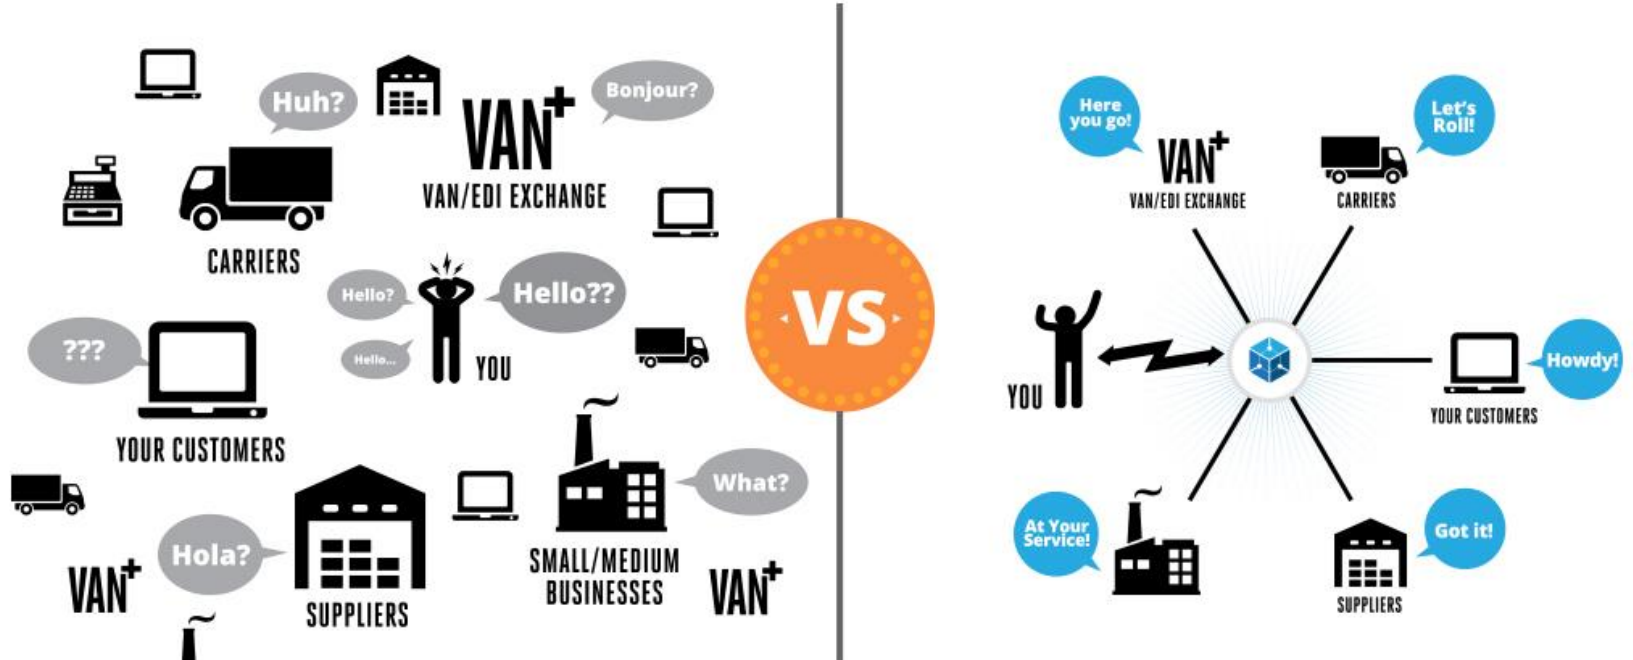 Huh?
VAN+
VAN/EDI EXCHANGE
Bonjour?
CARRIERS
Hello?
Hello??
Hello...
YOU
???
YOUR CUSTOMERS
What?
Hola?
SUPPLIERS
SMALL/MEDIUM
BUSINESSES
VAN+
VAN+
VS
Here
you go!
VAN+
VAN/EDI EXCHANGE
Let's
Roll!
CARRIERS
YOU
Howdy!
YOUR CUSTOMERS
At Your
Service!
Got it!
SUPPLIERS